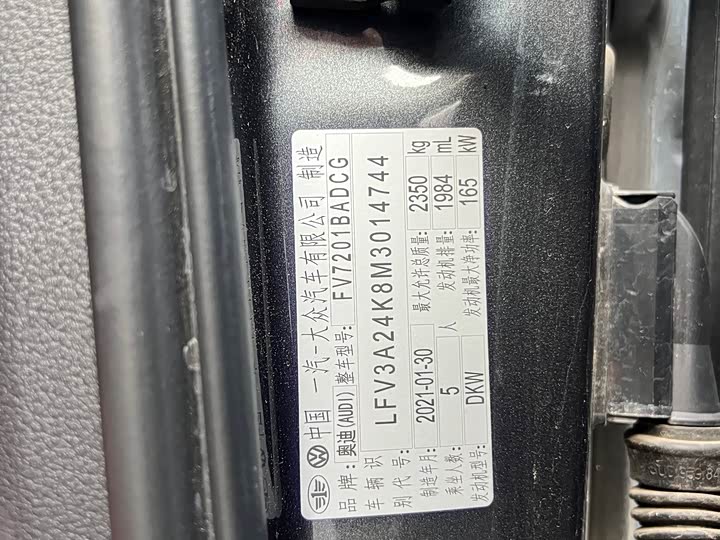 中国 一汽-大众汽车有限公司 制造
品牌: 奥迪(AUDI) 整车型号: FV7201BADCG
车辆识别代号: LFV3A24K8M3014744
制造年月: 2021-01-30 最大允许总质量: 2350 kg
乘坐人数: 5 人 发动机排量: 1984 mL
发动机型号: DKW 发动机最大净功率: 165 kW